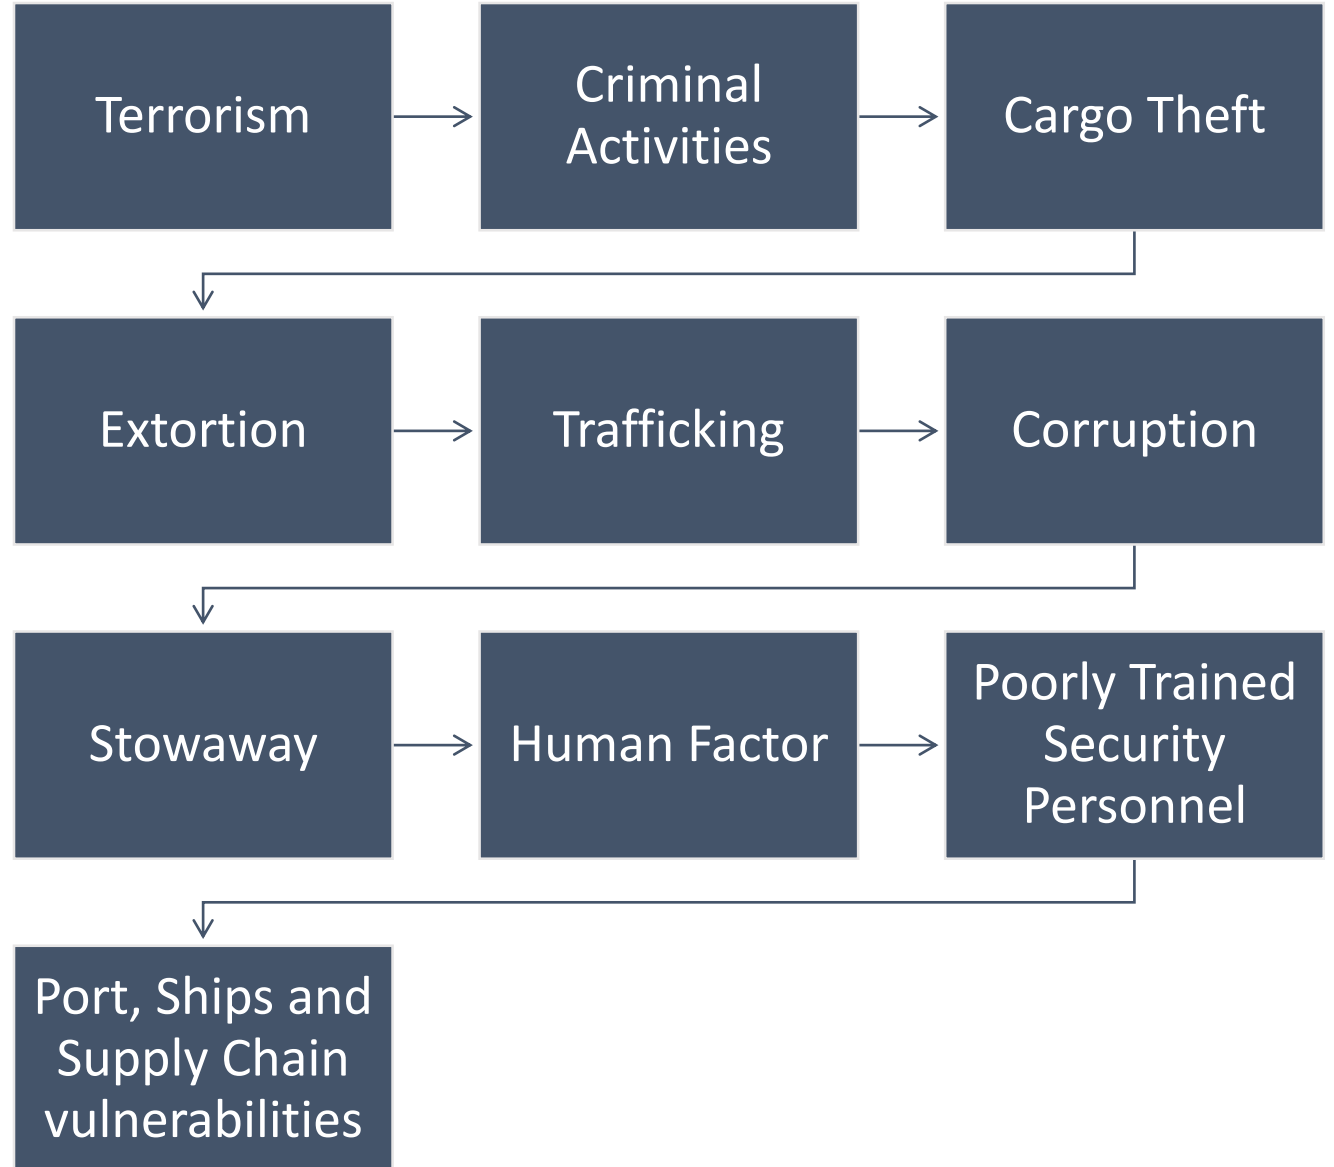 Terrorism
Criminal
Activities
Cargo Theft
Extortion
Trafficking
Corruption
Stowaway
Human Factor
Poorly Trained
Security
Personnel
Port, Ships and
Supply Chain
vulnerabilities